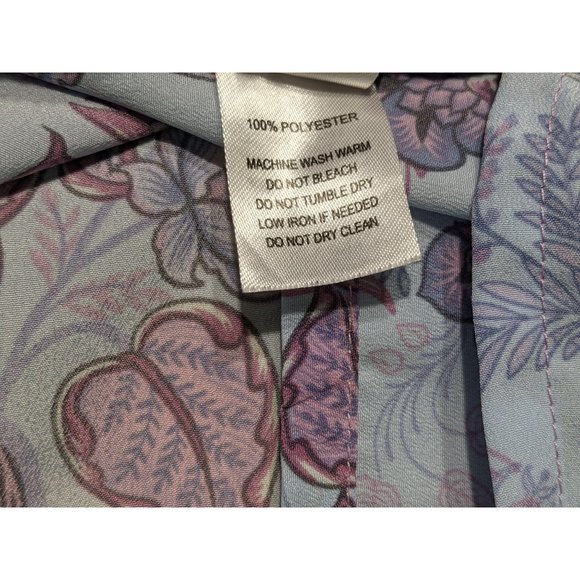 100% POLYESTER
MACHINE WASH WARM
DO NOT BLEACH
DO NOT TUMBLE DRY
LOW IRON IF NEEDED
DO NOT DRY CLEAN